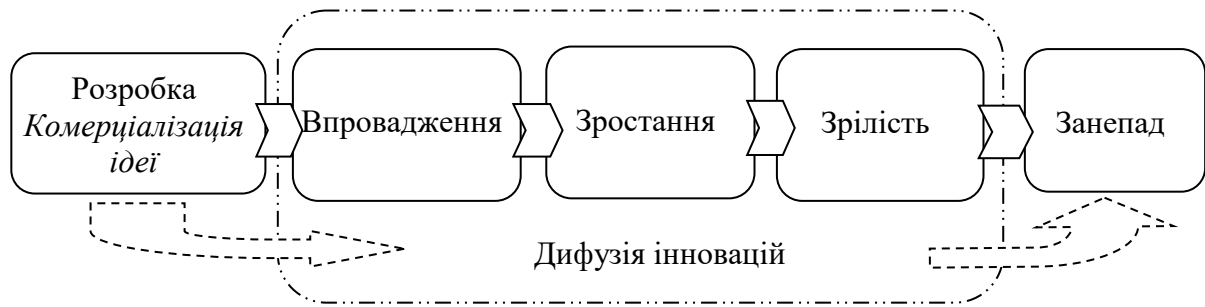 Розробка
Комерціалізація
ідеї
Впровадження
Зростання
Зрілість
Занепад
Дифузія інновацій